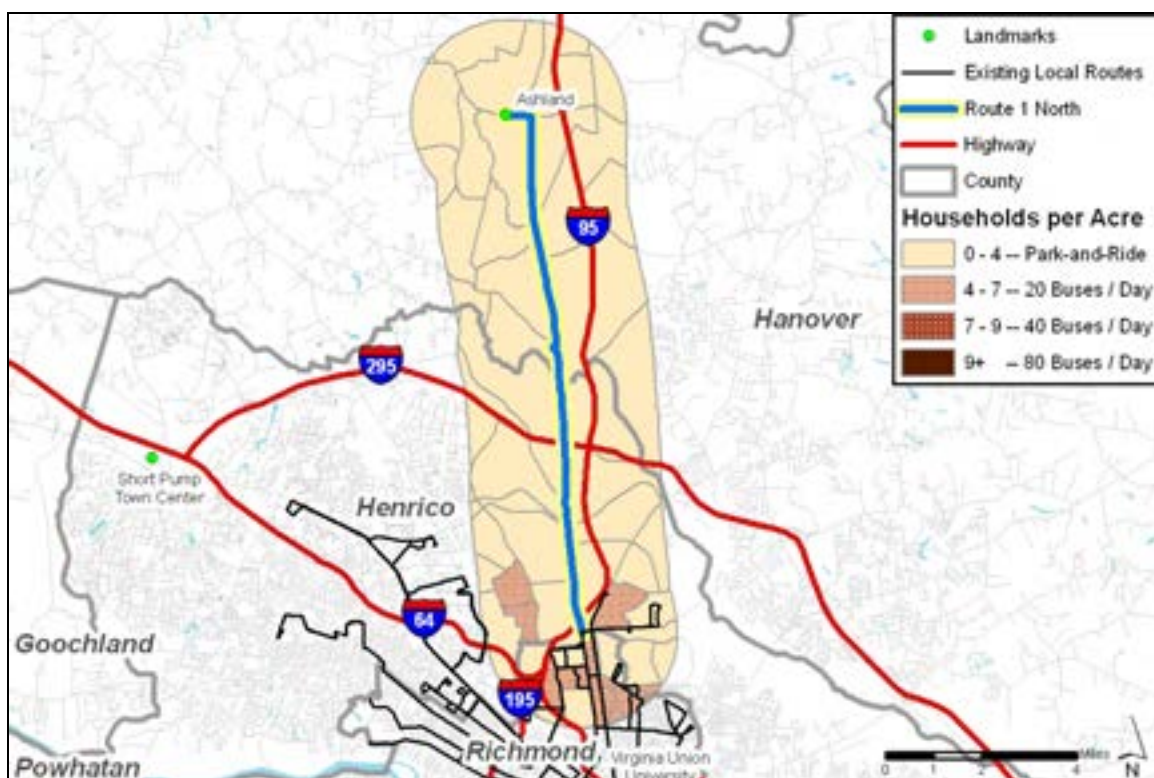 Landmarks
Existing Local Routes
Route 1 North
Highway
County
Households per Acre
0 - 4 -- Park-and-Ride
4 - 7 -- 20 Buses / Day
7 - 9 -- 40 Buses / Day
9+ -- 80 Buses / Day
Ashland
95
Hanover
295
Short Pump
Town Center
Henrico
64
Goochland
195
Richmond
Virginia Union
University
Powhatan
Miles
0 1 2 4
N